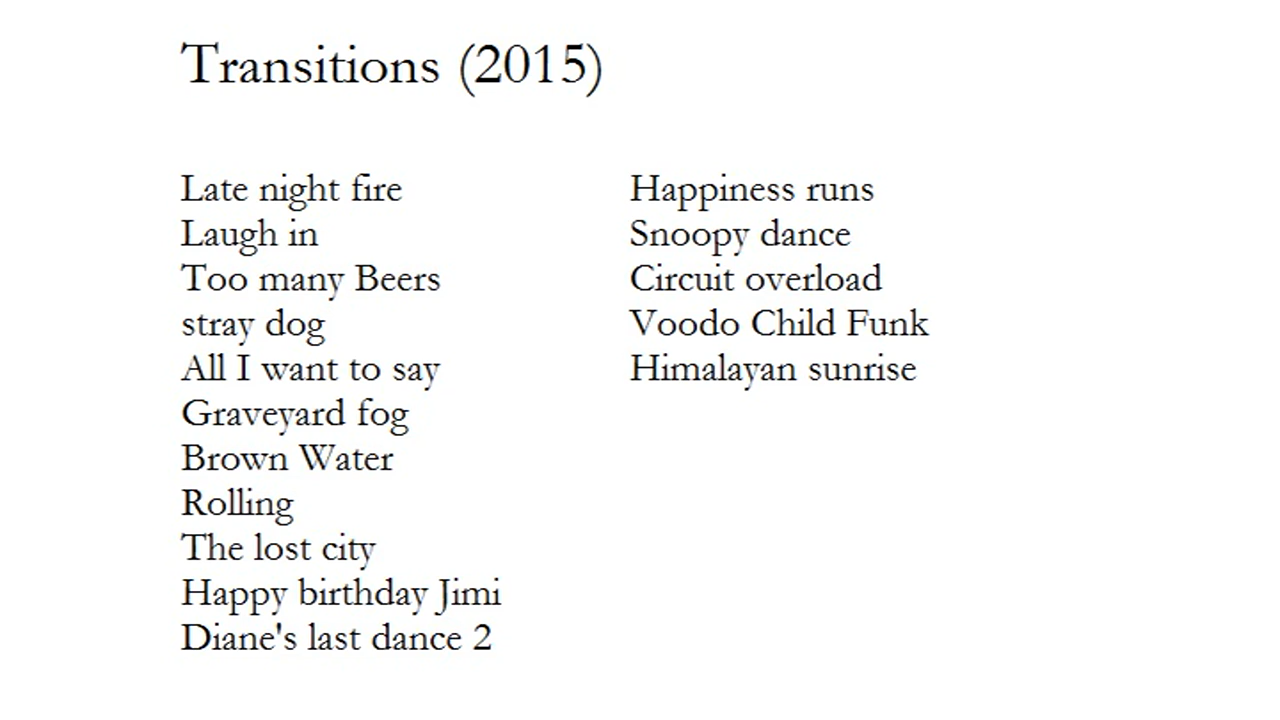 Transitions (2015)
Late night fire
Laugh in
Too many Beers
stray dog
All I want to say
Graveyard fog
Brown Water
Rolling
The lost city
Happy birthday Jimi
Diane's last dance 2
Happiness runs
Snoopy dance
Circuit overload
Voodo Child Funk
Himalayan sunrise